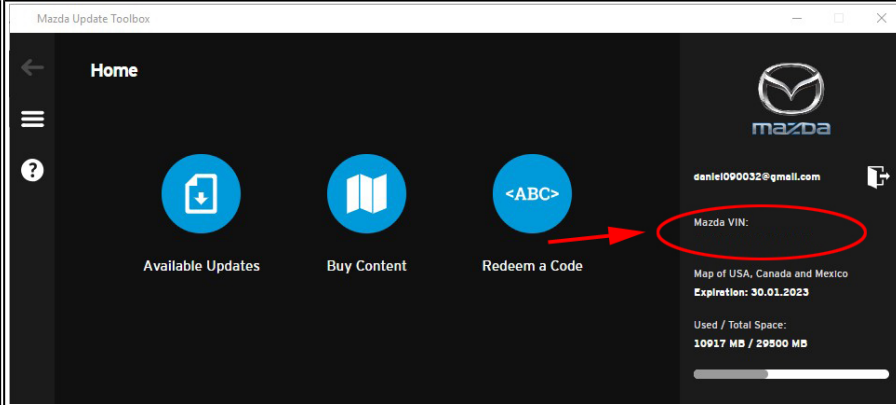 Mazda Update Toolbox
Home
mazda
daniel090032@gmail.com
<ABC>
Mazda VIN:
Available Updates
Buy Content
Redeem a Code
Map of USA, Canada and Mexico
Expiration: 30.01.2023
Used / Total Space:
10917 MB / 29500 MB